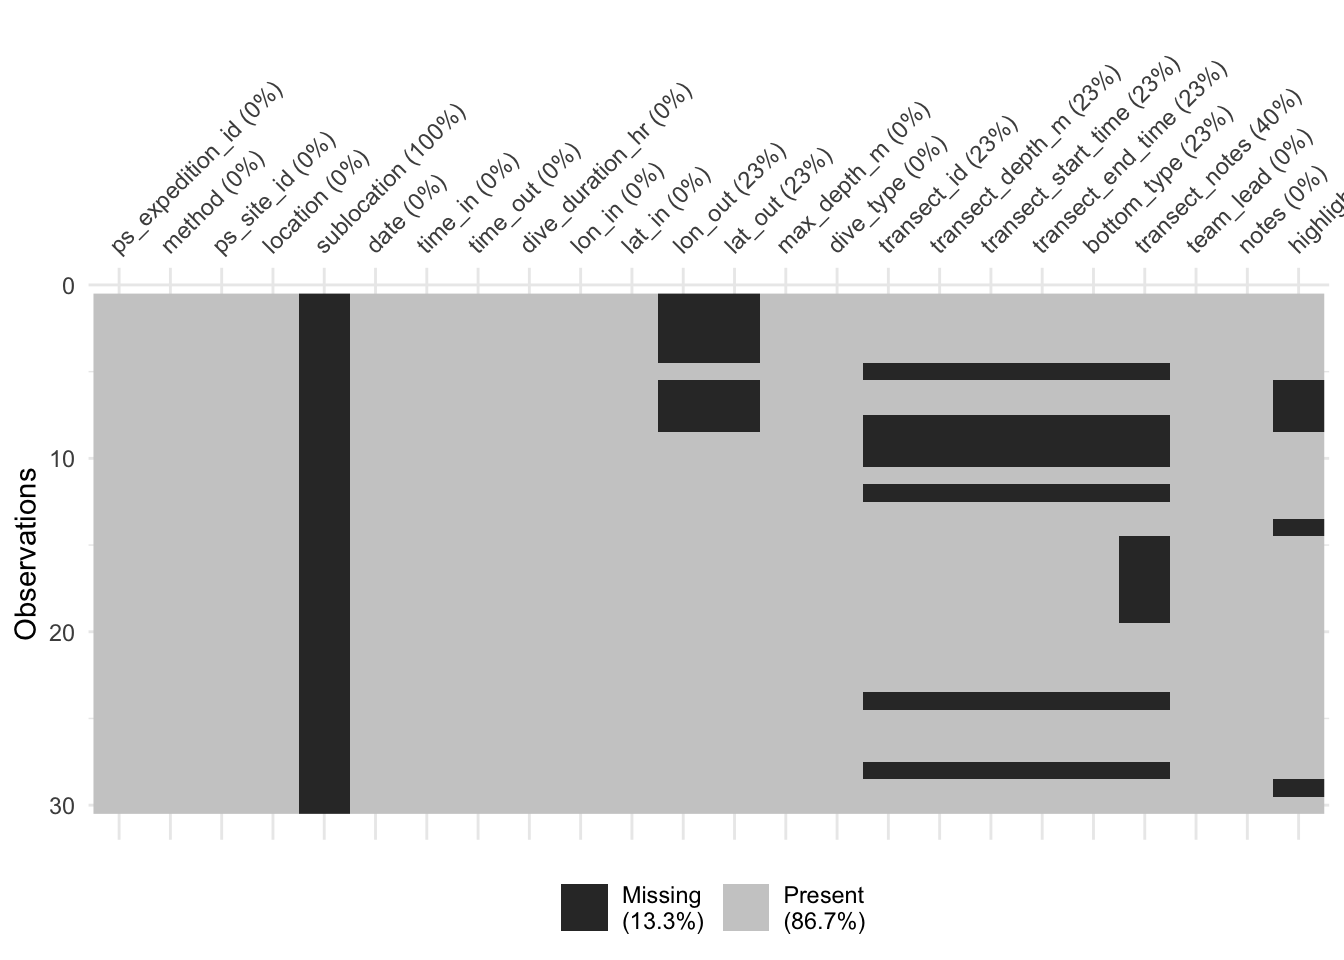 ps_expedition_id (0%)
method (0%)
ps_site_id (0%)
location (0%)
sublocation (100%)
date (0%)
time_in (0%)
time_out (0%)
dive_duration_hr (0%)
lon_in (0%)
lat_in (0%)
lon_out (23%)
lat_out (23%)
max_depth_m (0%)
dive_type (0%)
transect_id (23%)
transect_depth_m (23%)
transect_start_time (23%)
transect_end_time (23%)
bottom_type (23%)
transect_notes (40%)
team_lead (0%)
notes (0%)
highlight
0
10
20
30
Observations
Missing
(13.3%)
Present
(86.7%)